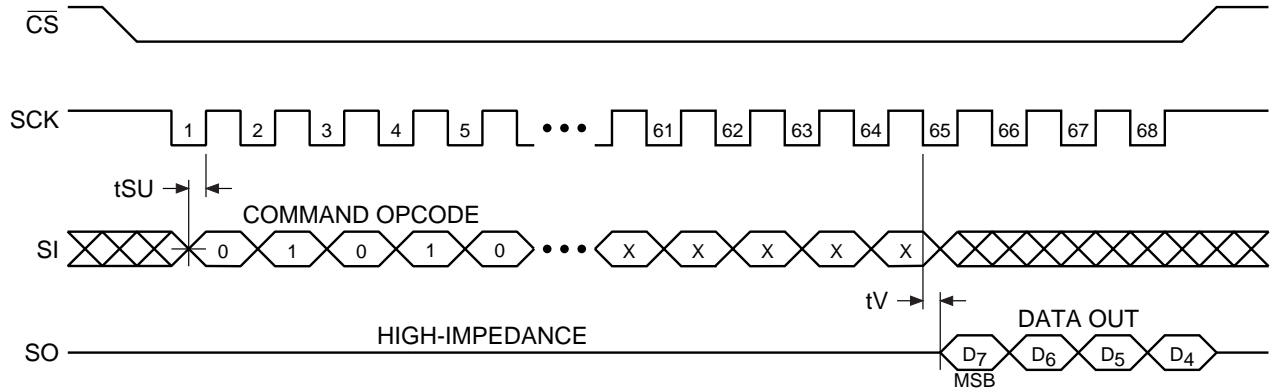 CS
SCK
1 2 3 4 5 ••• 61 62 63 64 65 66 67 68
tSU
COMMAND OPCODE
SI
0 1 0 1 0 ••• X X X X X
tV
HIGH-IMPEDANCE
DATA OUT
SO
D7 D6 D5 D4
MSB